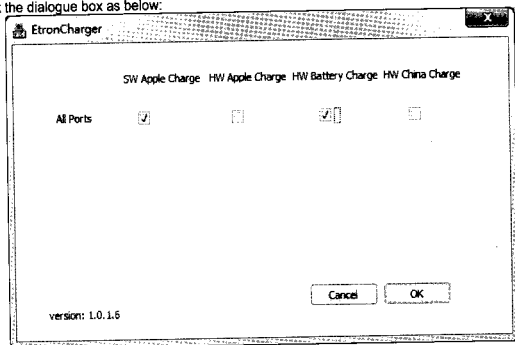 the dialogue box as below:
EtronCharger
SW Apple Charge HW Apple Charge HW Battery Charge HW China Charge
All Ports
Cancel OK
version: 1.0.1.6